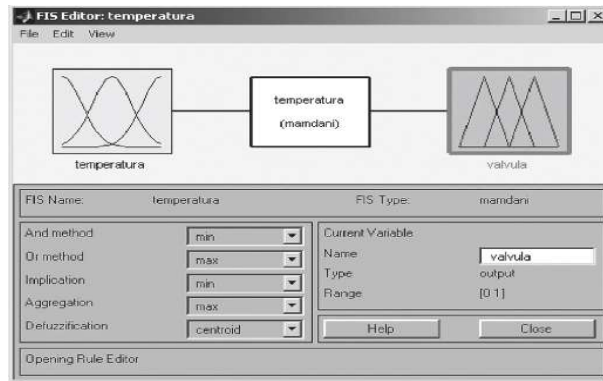 FIS Editor: temperatura
File Edit View
temperatura
(mamdani)
temperatura
valvula
FIS Name: temperatura FIS Type: mamdani
And method min
Or method max
Implication min
Aggregation max
Defuzzification centroid
Current Variable
Name valvula
Type output
Range [0 1]
Help Close
Opening Rule Editor